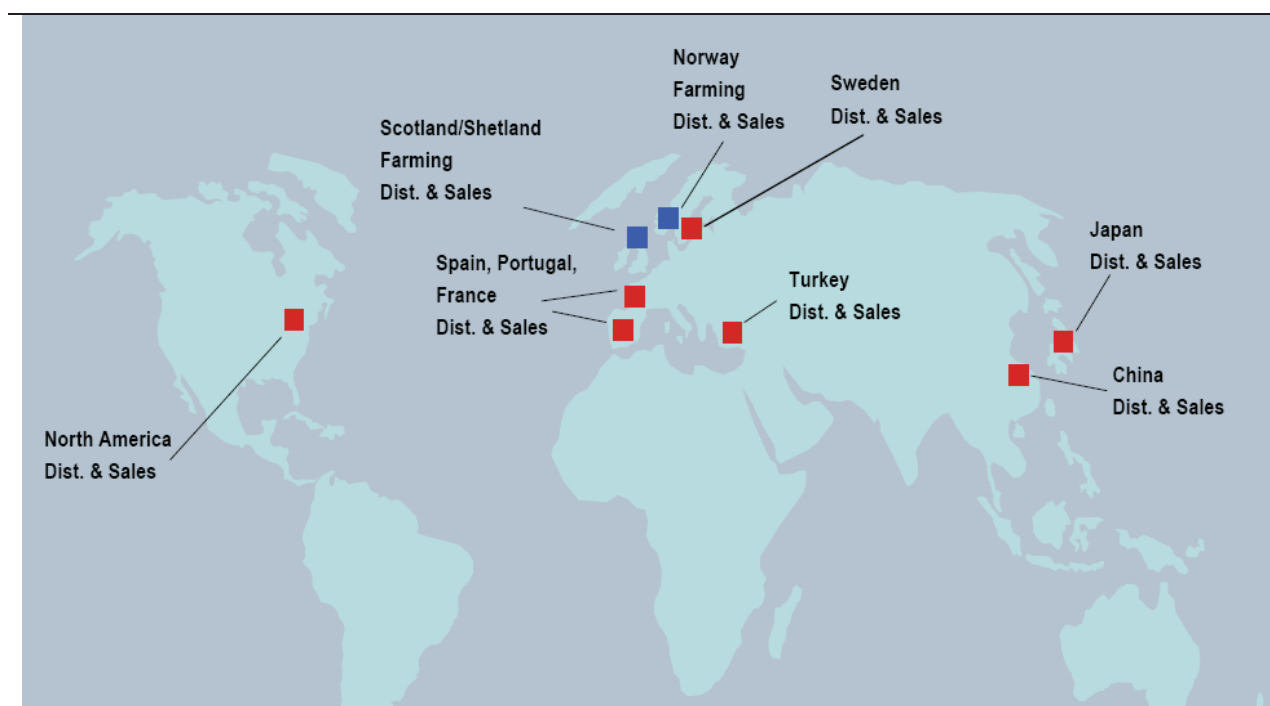 Norway
Farming
Dist. & Sales
Sweden
Dist. & Sales
Scotland/Shetland
Farming
Dist. & Sales
Spain, Portugal,
France
Dist. & Sales
Turkey
Dist. & Sales
Japan
Dist. & Sales
China
Dist. & Sales
North America
Dist. & Sales